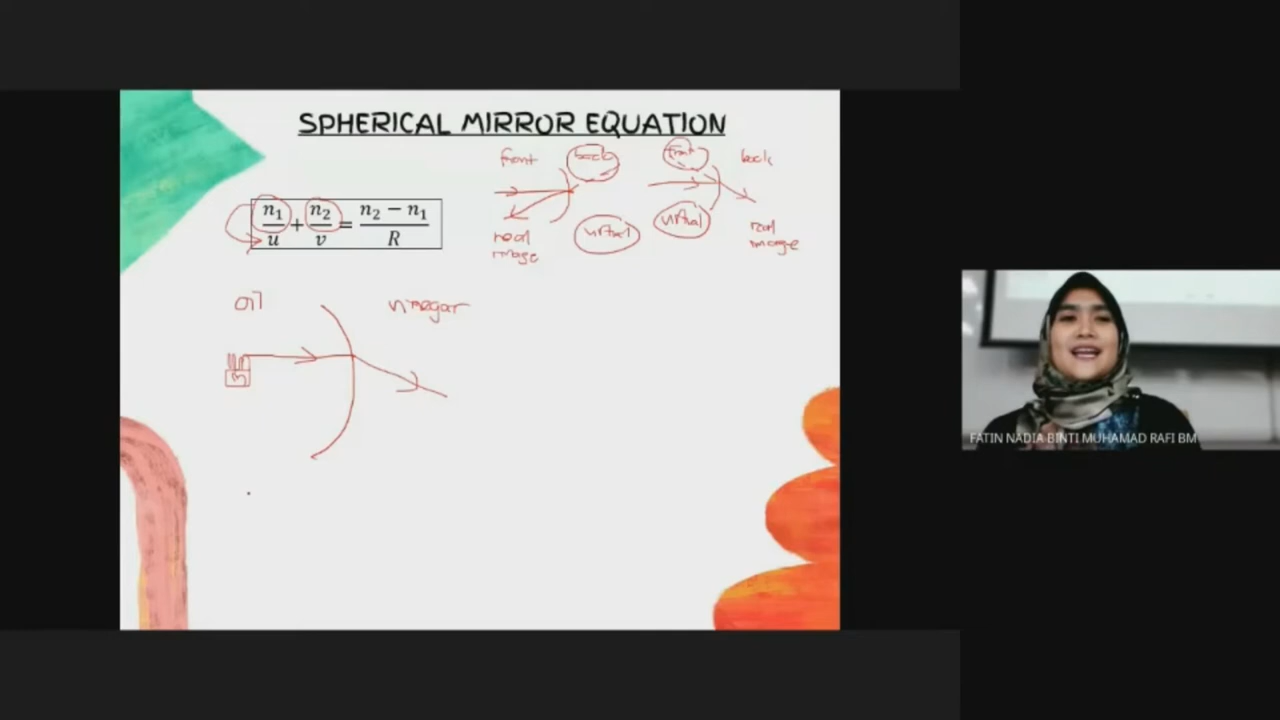 SPHERICAL MIRROR EQUATION
front back front back
n₁/u + n₂/v = (n₂ − n₁)/R
real image virtual virtual real image
oil vinegar
FATIN NADIA BINTI MUHAMAD RAFI BM